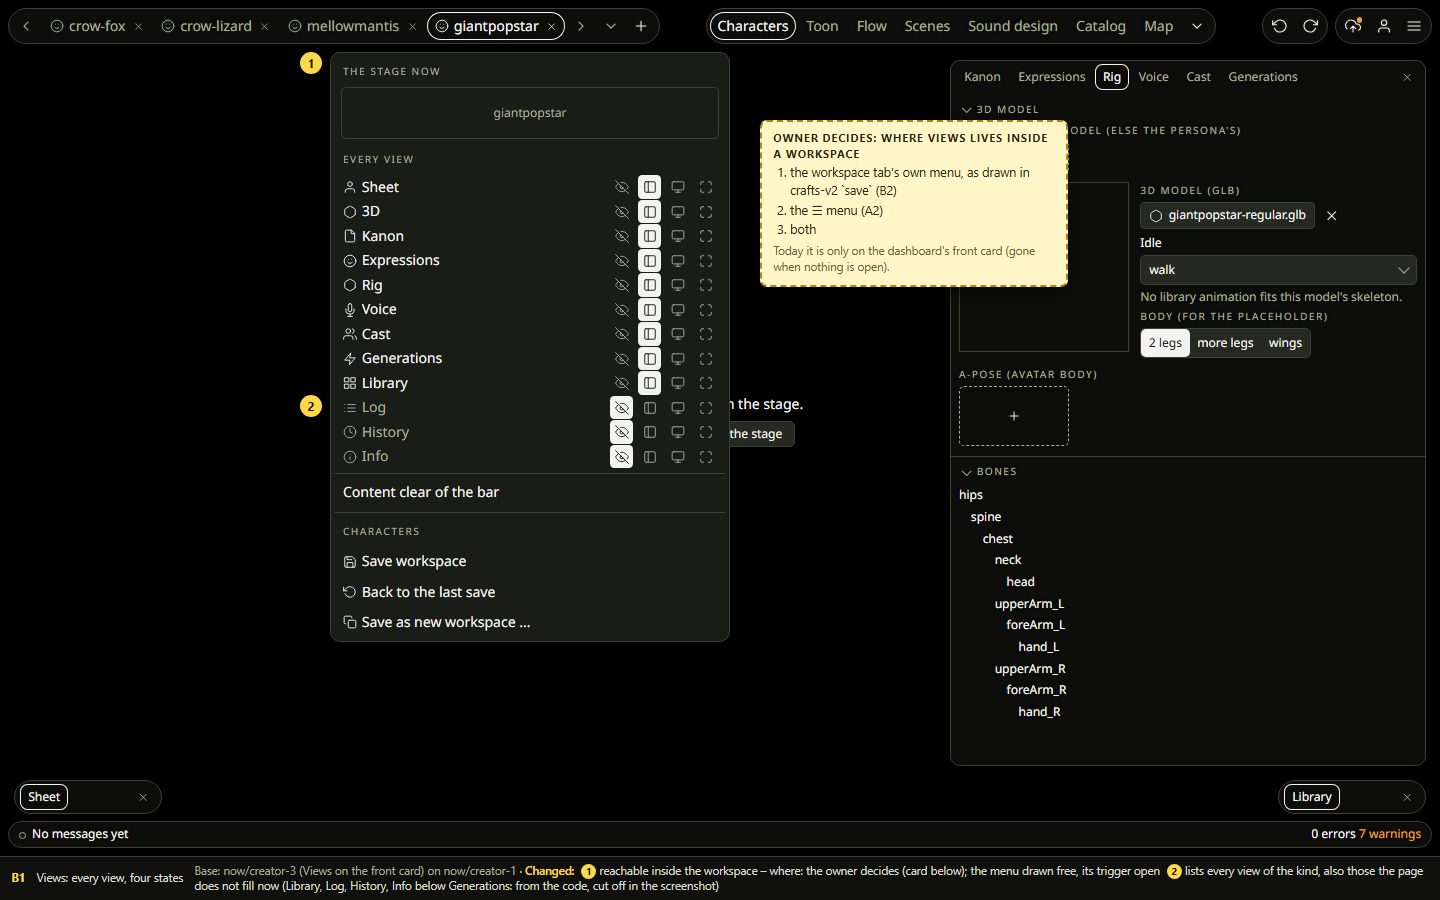 crow-fox
crow-lizard
mellowmantis
giantpopstar
Characters Toon Flow Scenes Sound design Catalog Map
1
THE STAGE NOW
giantpopstar
EVERY VIEW
Sheet
3D
Kanon
Expressions
Rig
Voice
Cast
Generations
Library
2
Log
History
Info
Content clear of the bar
CHARACTERS
Save workspace
Back to the last save
Save as new workspace ...
n the stage.
the stage
OWNER DECIDES: WHERE VIEWS LIVES INSIDE
A WORKSPACE
1. the workspace tab's own menu, as drawn in
crafts-v2 `save` (B2)
2. the ☰ menu (A2)
3. both
Today it is only on the dashboard's front card (gone
when nothing is open).
Kanon Expressions Rig Voice Cast Generations
3D MODEL
ODEL (ELSE THE PERSONA'S)
3D MODEL (GLB)
giantpopstar-regular.glb
Idle
walk
No library animation fits this model's skeleton.
BODY (FOR THE PLACEHOLDER)
2 legs more legs wings
A-POSE (AVATAR BODY)
BONES
hips
spine
chest
neck
head
upperArm_L
foreArm_L
hand_L
upperArm_R
foreArm_R
hand_R
Sheet
Library
No messages yet
0 errors 7 warnings
B1 Views: every view, four states
Base: now/creator-3 (Views on the front card) on now/creator-1 · Changed: 1 reachable inside the workspace – where: the owner decides (card below); the menu drawn free, its trigger open 2 lists every view of the kind, also those the page
does not fill now (Library, Log, History, Info below Generations: from the code, cut off in the screenshot)